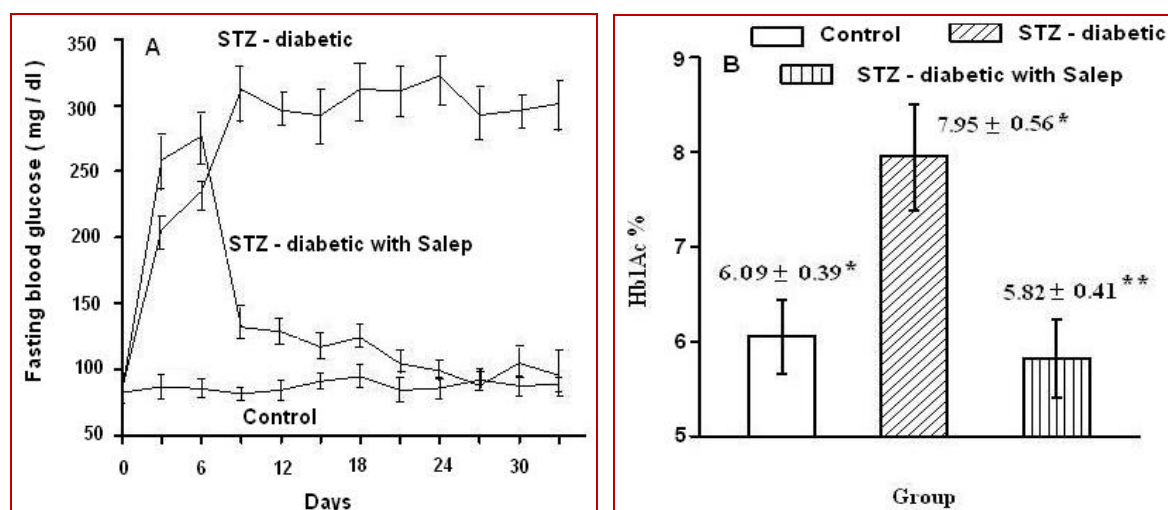 A
STZ - diabetic
350
300
250
200
150
100
50
Fasting blood glucose ( mg / dl )
STZ - diabetic with Salep
Control
0
6
12
18
24
30
Days
B
Control
STZ - diabetic
STZ - diabetic with Salep
9
8
7
6
5
Hb1Ac %
7.95 ± 0.56 *
6.09 ± 0.39 *
5.82 ± 0.41 **
Group